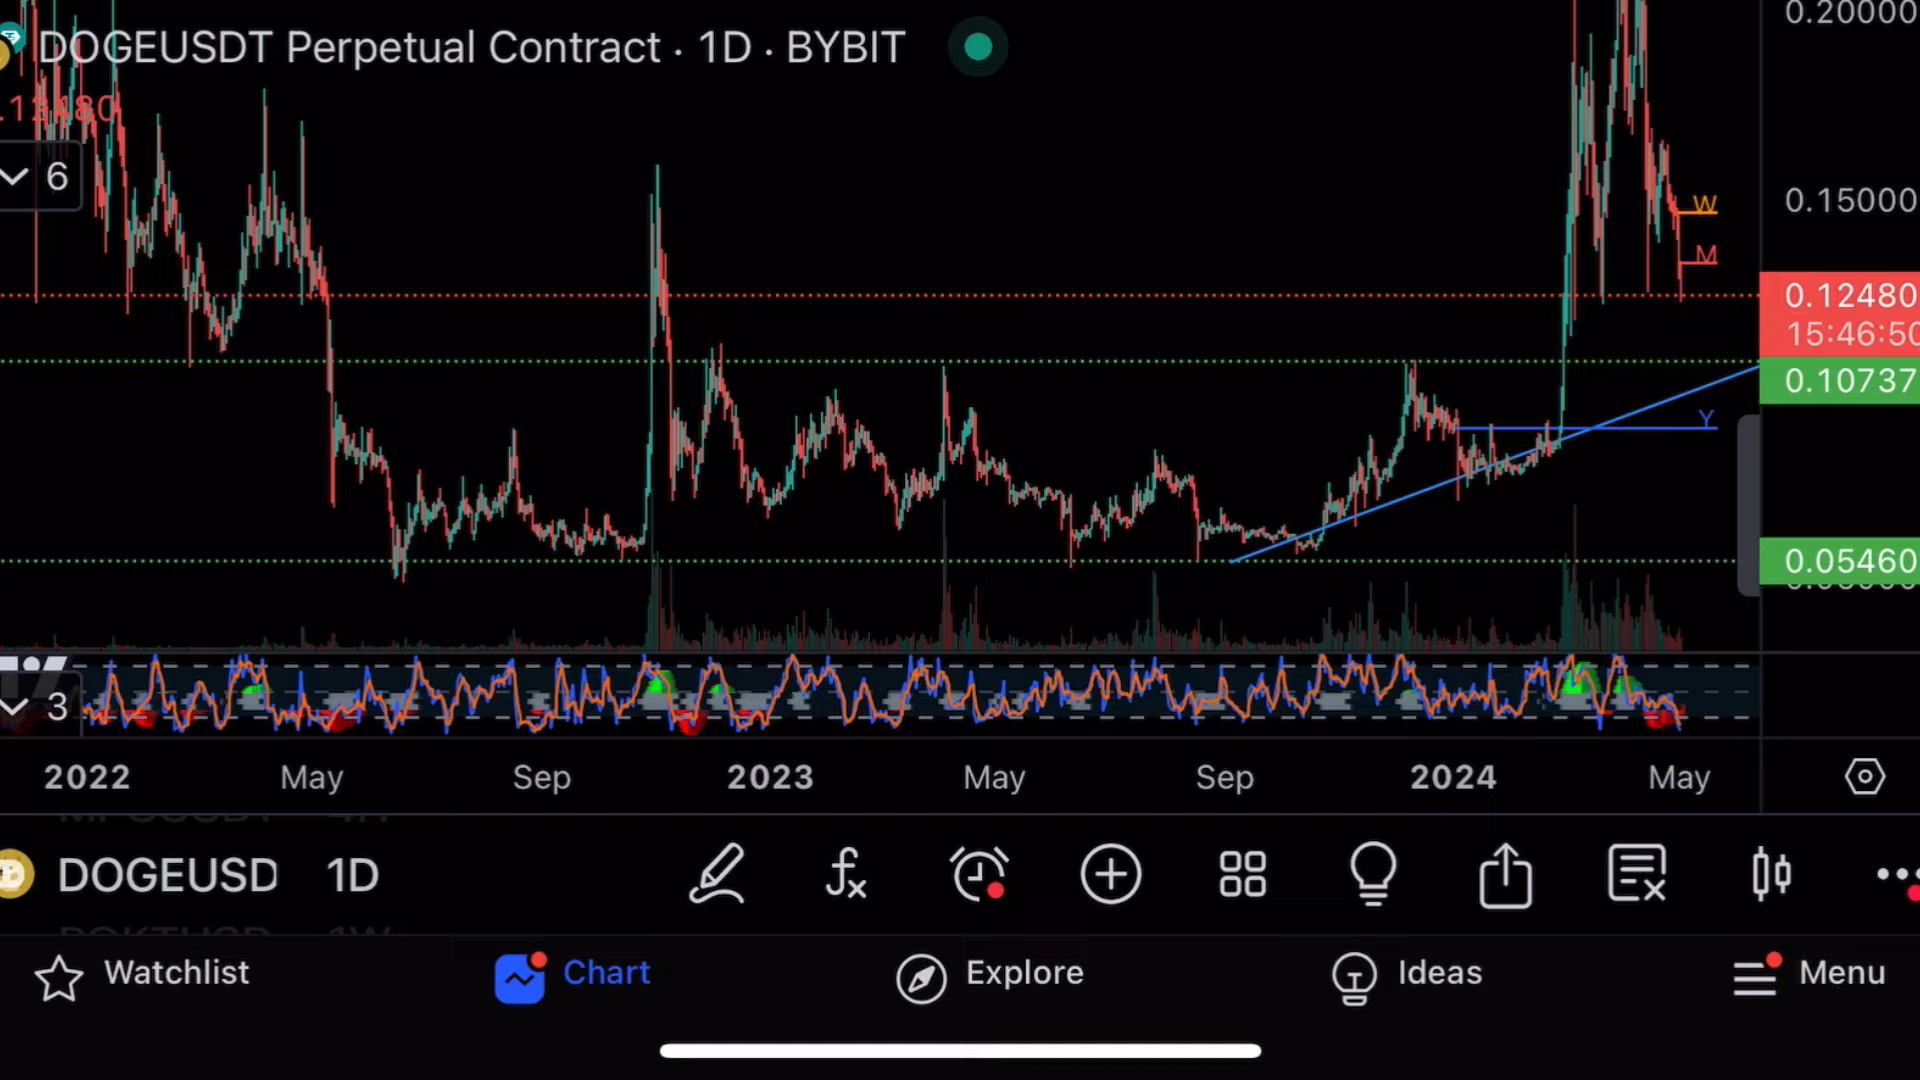 0.20000
DOGEUSDT Perpetual Contract · 1D · BYBIT
.12480
6
0.15000
W
M
0.12480
15:46:50
0.10737
Y
0.05460
3
2022 May Sep 2023 May Sep 2024 May
DOGEUSD 1D
Watchlist Chart Explore Ideas Menu